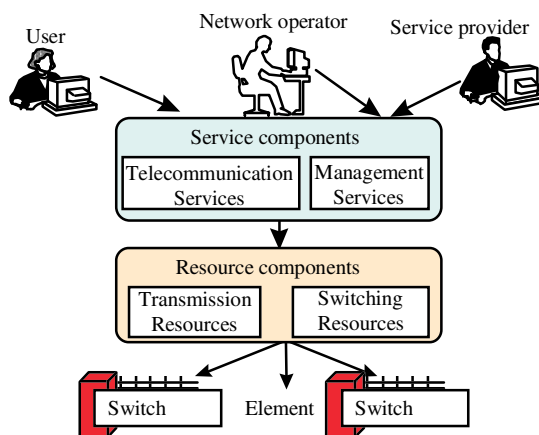 User
Network operator
Service provider
Service components
Telecommunication
Services
Management
Services
Resource components
Transmission
Resources
Switching
Resources
Switch
Element
Switch